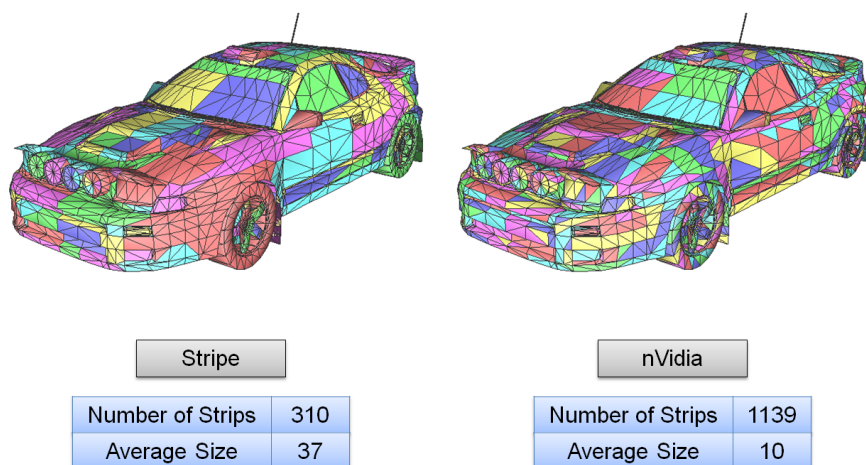 Stripe
nVidia
Number of Strips 310
Average Size 37
Number of Strips 1139
Average Size 10